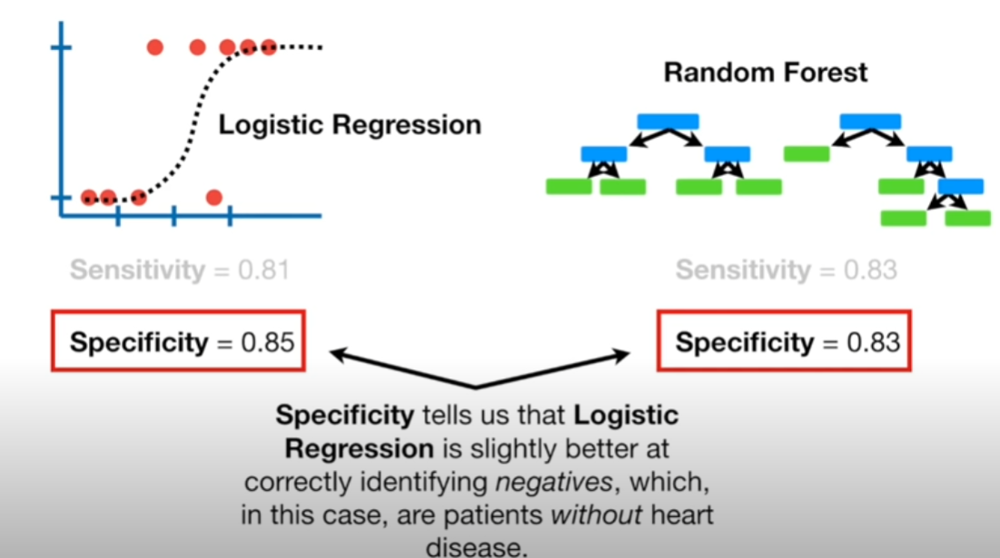 Random Forest
Logistic Regression
Sensitivity = 0.81
Sensitivity = 0.83
Specificity = 0.85
Specificity = 0.83
Specificity tells us that Logistic
Regression is slightly better at
correctly identifying negatives, which,
in this case, are patients without heart
disease.